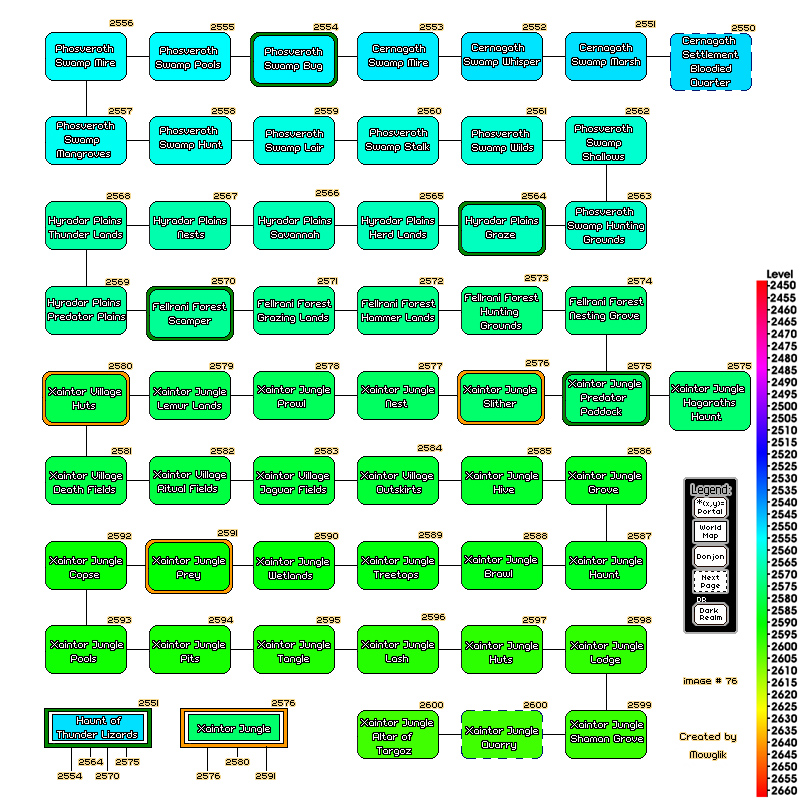 2556
2555
2554
2553
2552
2551
2550
Phosveroth
Swamp Mire
Phosveroth
Swamp Pools
Phosveroth
Swamp Bug
Cernagath
Swamp Mire
Cernagath
Swamp Whisper
Cernagath
Swamp Marsh
Cernagath
Settlement
Bloodied
Quarter
2557
2558
2559
2560
2561
2562
Phosveroth
Swamp
Mangroves
Phosveroth
Swamp Hunt
Phosveroth
Swamp Lair
Phosveroth
Swamp Stalk
Phosveroth
Swamp Wilds
Phosveroth
Swamp
Shallows
2568
2567
2566
2565
2564
2563
Hyradar Plains
Thunder Lands
Hyradar Plains
Nests
Hyradar Plains
Savannah
Hyradar Plains
Herd Lands
Hyradar Plains
Graze
Phosveroth
Swamp Hunting
Grounds
2569
2570
2571
2572
2573
2574
Hyradar Plains
Predator Plains
Fellrani Forest
Scamper
Fellrani Forest
Grazing Lands
Fellrani Forest
Hammer Lands
Fellrani Forest
Hunting
Grounds
Fellrani Forest
Nesting Grove
2580
2579
2578
2577
2576
2575
2575
Xaintor Village
Huts
Xaintor Jungle
Lemur Lands
Xaintor Jungle
Prowl
Xaintor Jungle
Nest
Xaintor Jungle
Slither
Xaintor Jungle
Predator
Paddock
Xaintor Jungle
Hagaraths
Haunt
2581
2582
2583
2584
2585
2586
Xaintor Village
Death Fields
Xaintor Village
Ritual Fields
Xaintor Village
Jaguar Fields
Xaintor Village
Outskirts
Xaintor Jungle
Hive
Xaintor Jungle
Grove
2592
2591
2590
2589
2588
2587
Xaintor Jungle
Copse
Xaintor Jungle
Prey
Xaintor Jungle
Wetlands
Xaintor Jungle
Treetops
Xaintor Jungle
Brawl
Xaintor Jungle
Haunt
2593
2594
2595
2596
2597
2598
Xaintor Jungle
Pools
Xaintor Jungle
Pits
Xaintor Jungle
Tangle
Xaintor Jungle
Lash
Xaintor Jungle
Huts
Xaintor Jungle
Lodge
2551
Haunt of
Thunder Lizards
2564 2575
2554 2570
2576
Xaintor Jungle
2580
2576 2591
2600
2600
2599
Xaintor Jungle
Altar of
Targoz
Xaintor Jungle
Quarry
Xaintor Jungle
Shaman Grove
Legend:
*(x,y)=
Portal
World
Map
Donjon
Next
Page
DR
Dark
Realm
image # 76
Created by
Mowglik
Level
2450
2455
2460
2465
2470
2475
2480
2485
2490
2495
2500
2505
2510
2515
2520
2525
2530
2535
2540
2545
2550
2555
2560
2565
2570
2575
2580
2585
2590
2595
2600
2605
2610
2615
2620
2625
2630
2635
2640
2645
2650
2655
2660